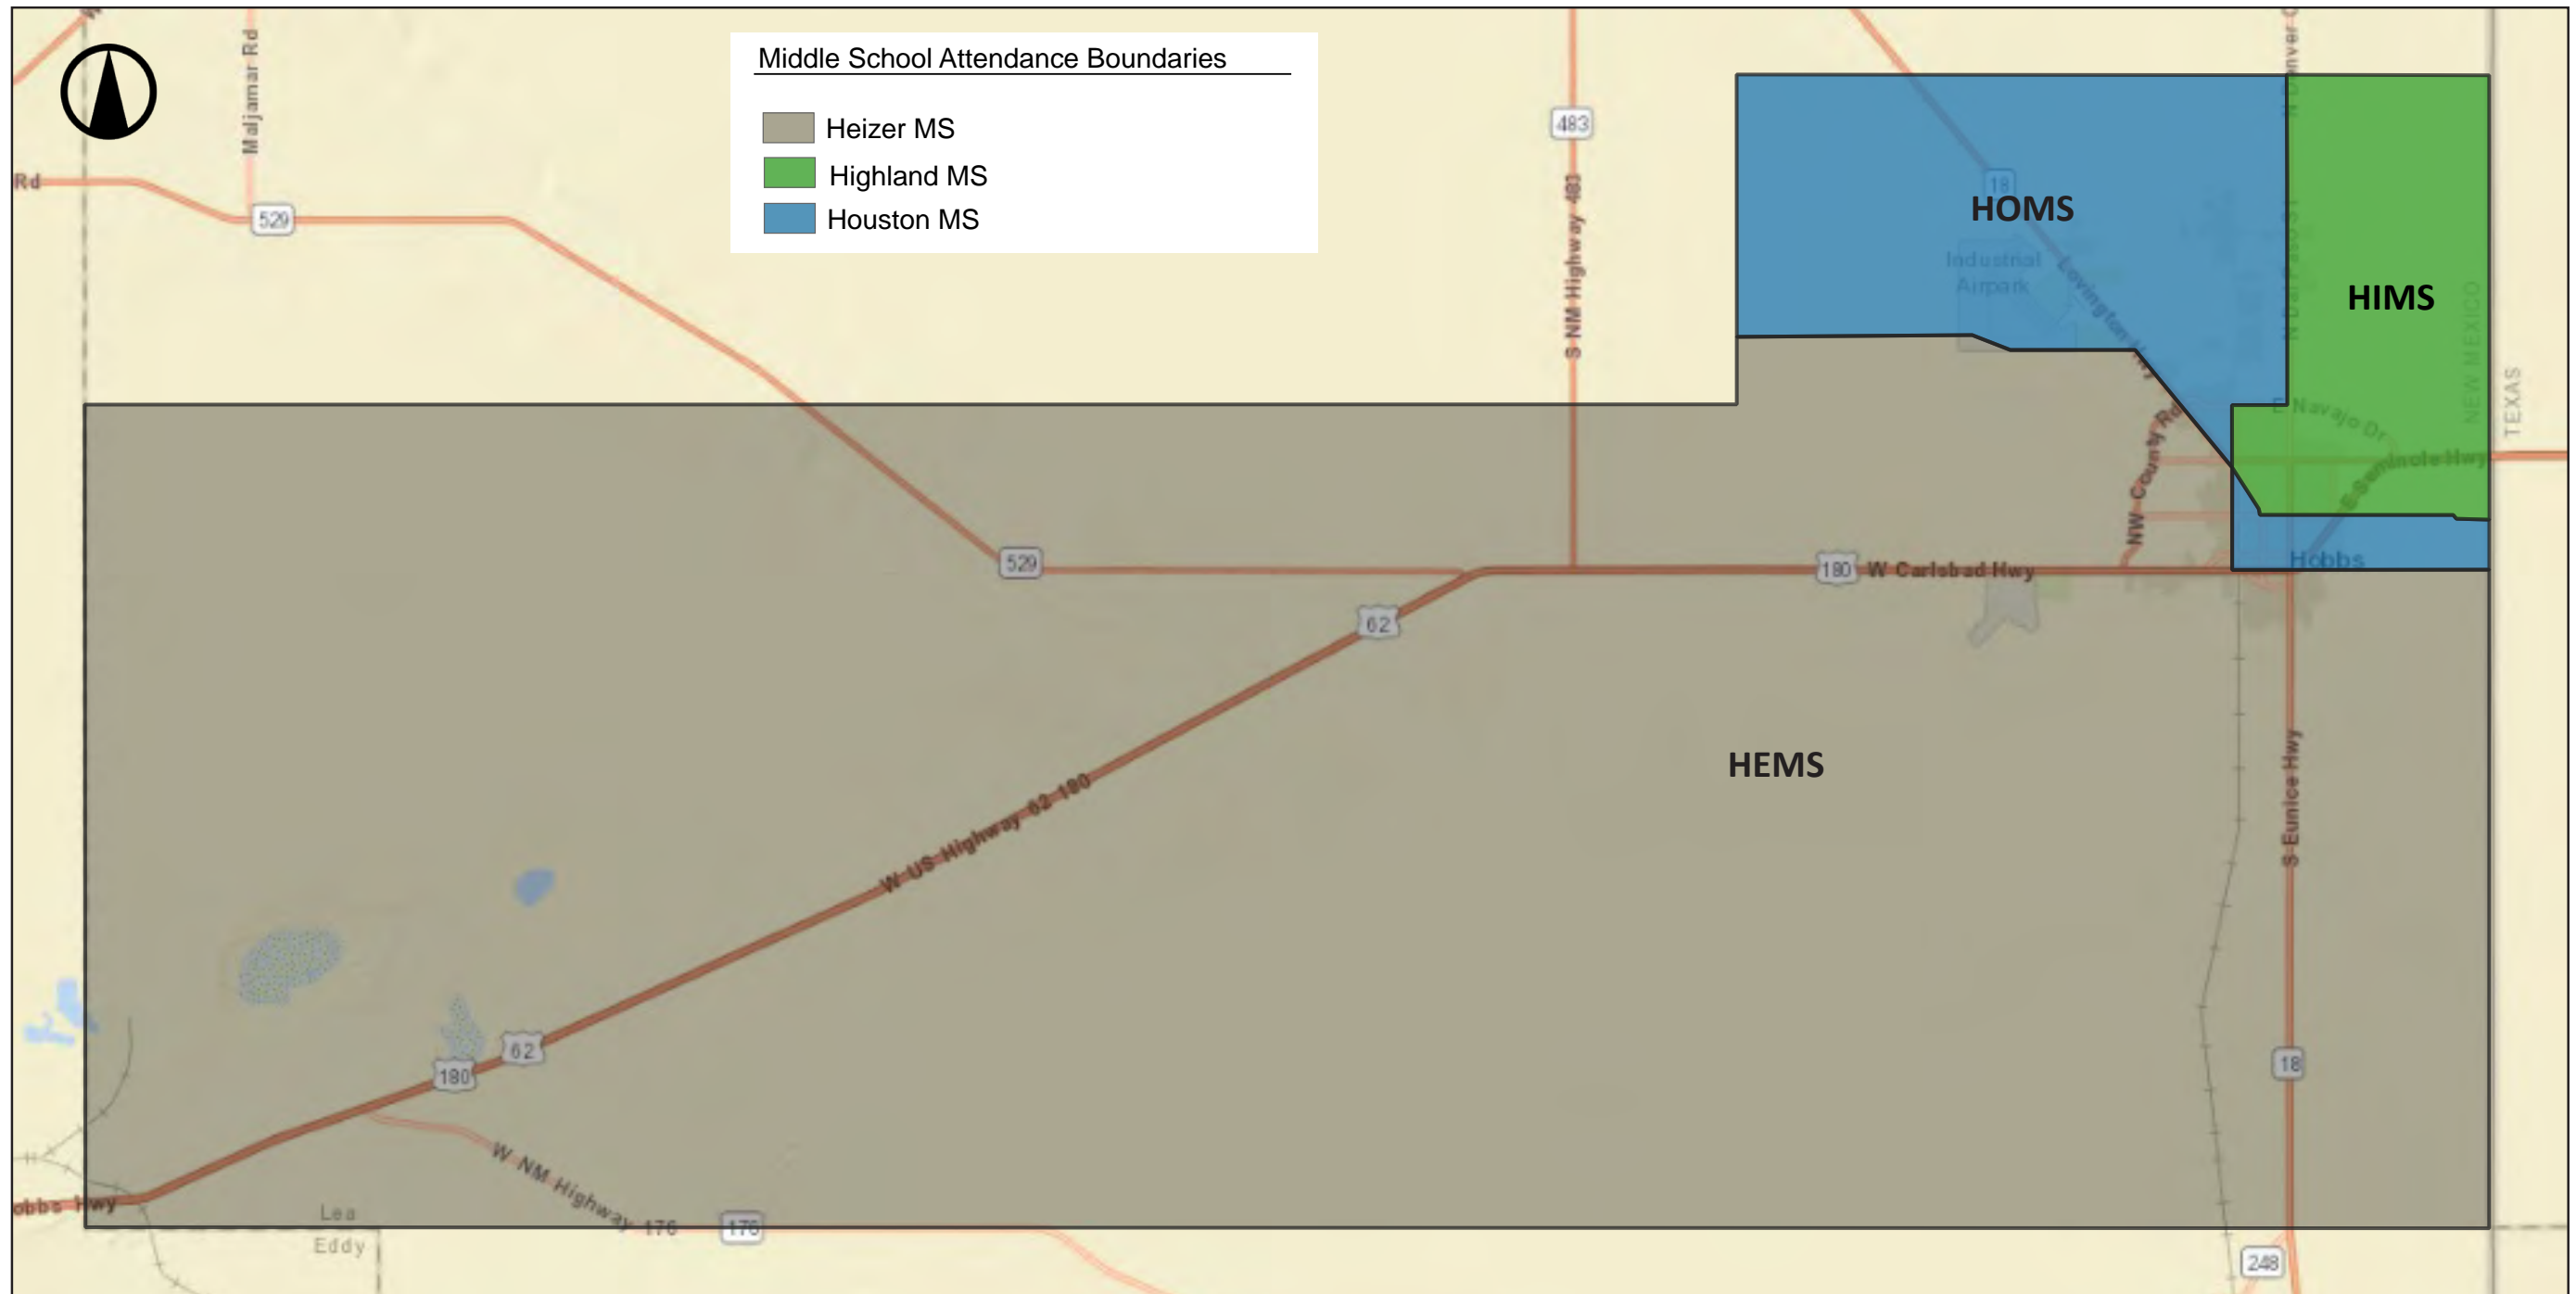 Maljamar Rd
Middle School Attendance Boundaries
Heizer MS
Highland MS
Houston MS
483
S NM Highway 483
Rd
529
18
HOMS
Industrial
Airpark
HIMS
NEW MEXICO
TEXAS
E Navajo Dr
E Seminole Hwy
NW County Rd
529
180
W Carlsbad Hwy
Hobbs
62
HEMS
W US Highway 62 180
S Eunice Hwy
62
180
18
W NM Highway 176
176
obbs Hwy
Lea
Eddy
248